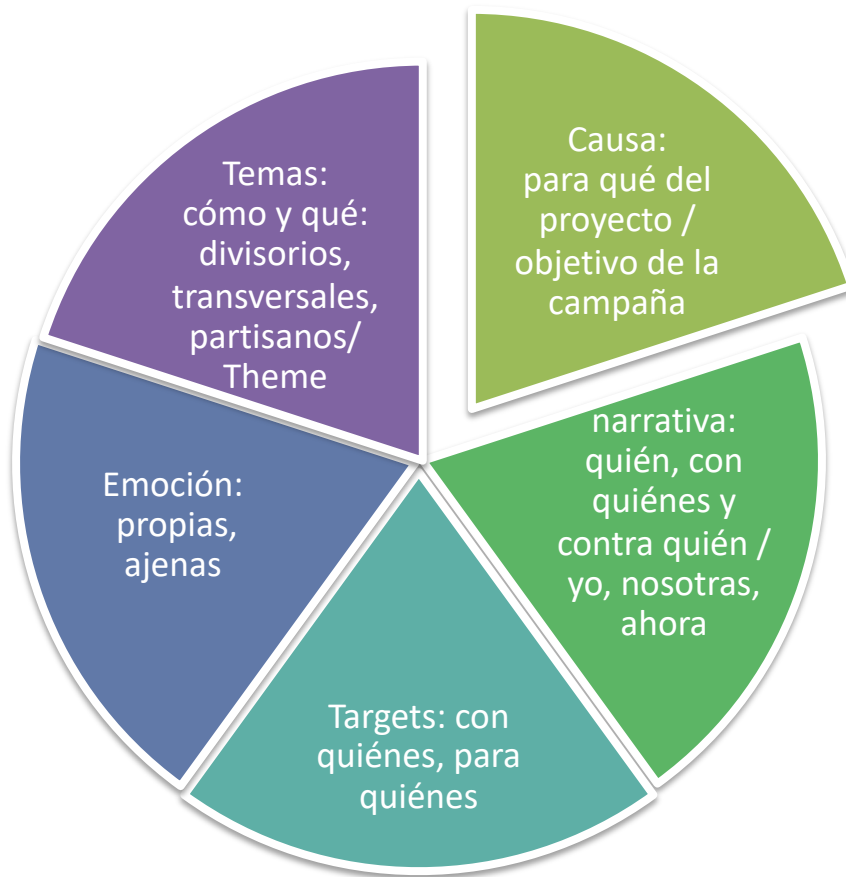 Causa:
para qué del
proyecto /
objetivo de la
campaña
narrativa:
quién, con
quiénes y
contra quién /
yo, nosotras,
ahora
Targets: con
quiénes, para
quiénes
Emoción:
propias,
ajenas
Temas:
cómo y qué:
divisorios,
transversales,
partisanos/
Theme